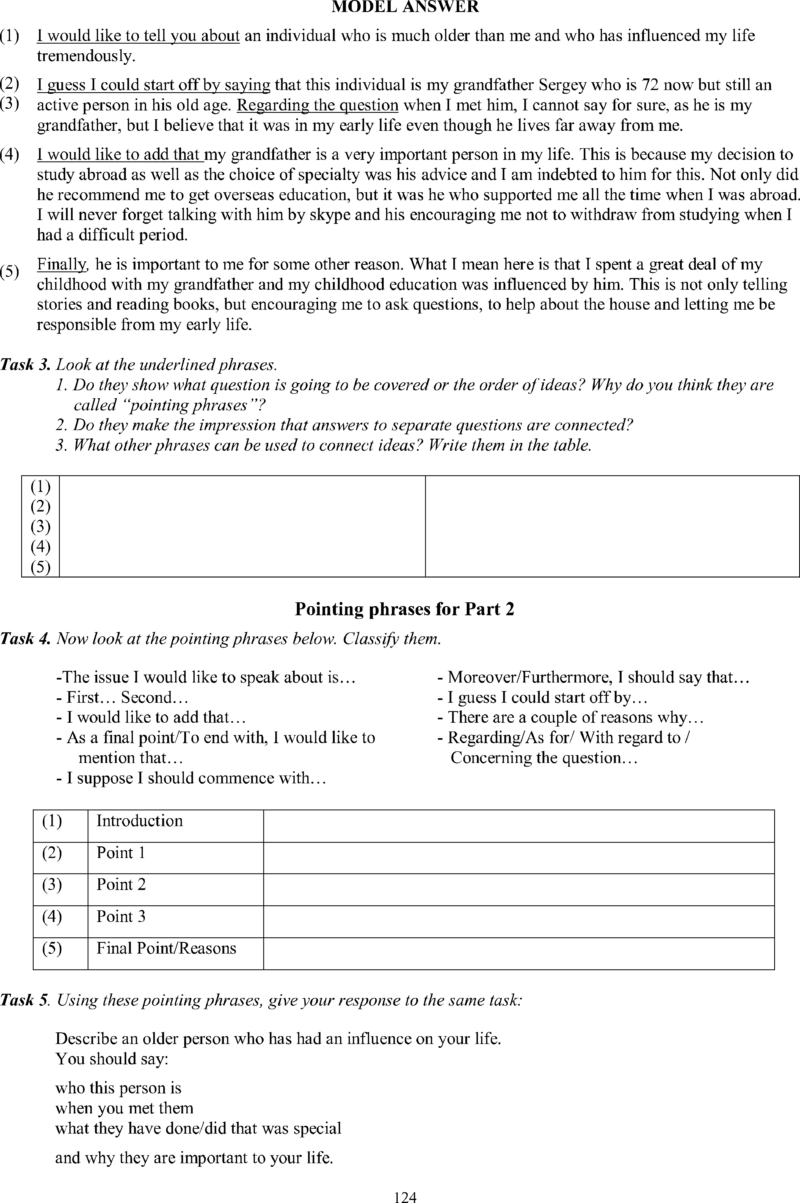 MODEL ANSWER
(1) I would like to tell you about an individual who is much older than me and who has influenced my life
tremendously.
(2) I guess I could start off by saying that this individual is my grandfather Sergey who is 72 now but still an
(3) active person in his old age. Regarding the question when I met him, I cannot say for sure, as he is my
grandfather, but I believe that it was in my early life even though he lives far away from me.
(4) I would like to add that my grandfather is a very important person in my life. This is because my decision to
study abroad as well as the choice of specialty was his advice and I am indebted to him for this. Not only did
he recommend me to get overseas education, but it was he who supported me all the time when I was abroad.
I will never forget talking with him by skype and his encouraging me not to withdraw from studying when I
had a difficult period.
(5) Finally, he is important to me for some other reason. What I mean here is that I spent a great deal of my
childhood with my grandfather and my childhood education was influenced by him. This is not only telling
stories and reading books, but encouraging me to ask questions, to help about the house and letting me be
responsible from my early life.
Task 3. Look at the underlined phrases.
1. Do they show what question is going to be covered or the order of ideas? Why do you think they are
called “pointing phrases”?
2. Do they make the impression that answers to separate questions are connected?
3. What other phrases can be used to connect ideas? Write them in the table.
(1)
(2)
(3)
(4)
(5)
Pointing phrases for Part 2
Task 4. Now look at the pointing phrases below. Classify them.
-The issue I would like to speak about is…
- First… Second…
- I would like to add that…
- As a final point/To end with, I would like to
mention that…
- I suppose I should commence with…
- Moreover/Furthermore, I should say that…
- I guess I could start off by…
- There are a couple of reasons why…
- Regarding/As for/ With regard to /
Concerning the question…
(1) Introduction
(2) Point 1
(3) Point 2
(4) Point 3
(5) Final Point/Reasons
Task 5. Using these pointing phrases, give your response to the same task:
Describe an older person who has had an influence on your life.
You should say:
who this person is
when you met them
what they have done/did that was special
and why they are important to your life.
124